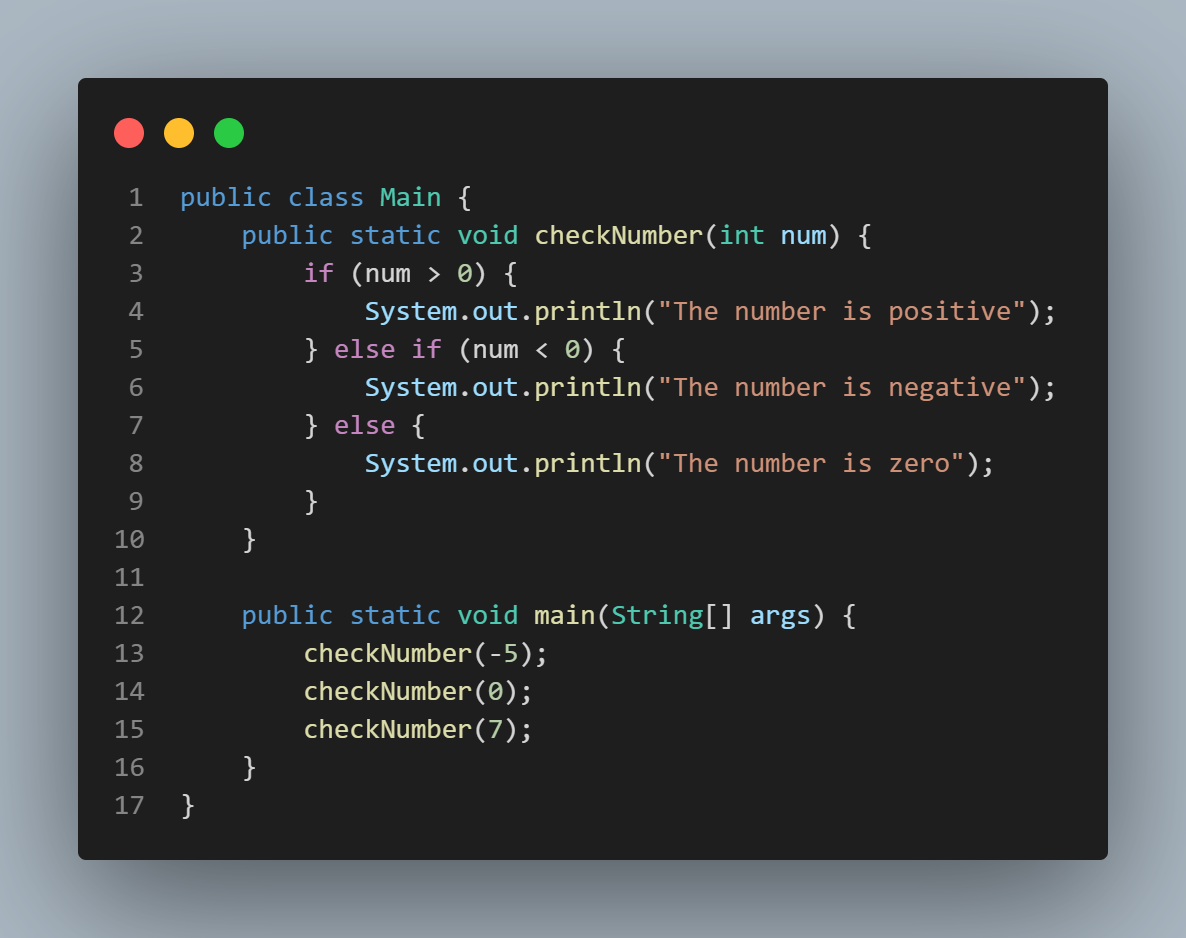 1 public class Main {
2     public static void checkNumber(int num) {
3         if (num > 0) {
4             System.out.println("The number is positive");
5         } else if (num < 0) {
6             System.out.println("The number is negative");
7         } else {
8             System.out.println("The number is zero");
9         }
10     }
11
12     public static void main(String[] args) {
13         checkNumber(-5);
14         checkNumber(0);
15         checkNumber(7);
16     }
17 }